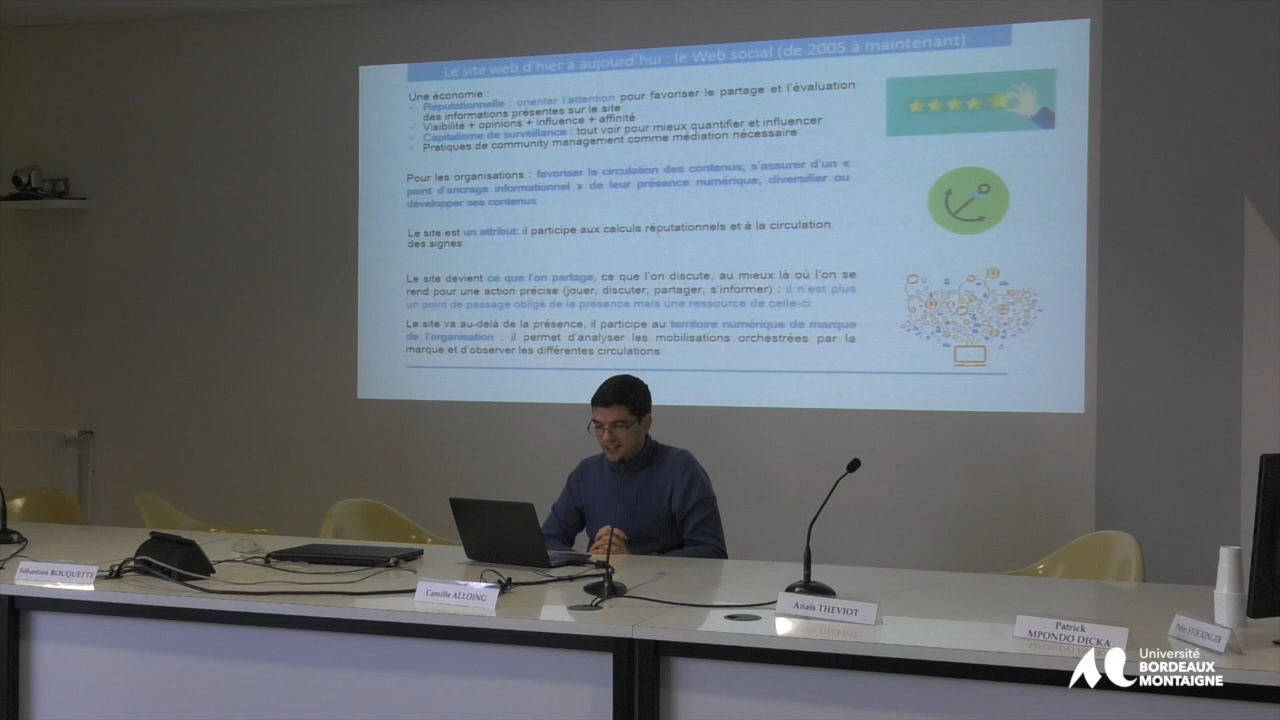 Le site web d'hier à aujourd'hui : le Web social (de 2005 à maintenant)
Une économie :
Réputationnelle : orienter l'attention pour favoriser le partage et l'évaluation
des informations présentes sur le site
Visibilité + opinions + influence + affinité
Capitalisme de surveillance : tout voir pour mieux quantifier et influencer
Pratiques de community management comme médiation nécessaire
Pour les organisations : favoriser la circulation des contenus, s'assurer d'un «
point d'ancrage informationnel » de leur présence numérique, diversifier ou
développer ses contenus
Le site est un attribut: il participe aux calculs réputationnels et à la circulation
des signes
Le site devient ce que l'on partage, ce que l'on discute, au mieux là où l'on se
rend pour une action précise (jouer, discuter, partager, s'informer) : il n'est plus
un point de passage obligé de la présence mais une ressource de celle-ci
Le site va au-delà de la présence, il participe au territoire numérique de marque
de l'organisation : il permet d'analyser les mobilisations orchestrées par la
marque et d'observer les différentes circulations
Sébastien ROUQUETTE
Camille ALLOING
Anaïs THEVIOT
Patrick
MPONDO DICKA
Peter STOCKINGER
Université
BORDEAUX
MONTAIGNE